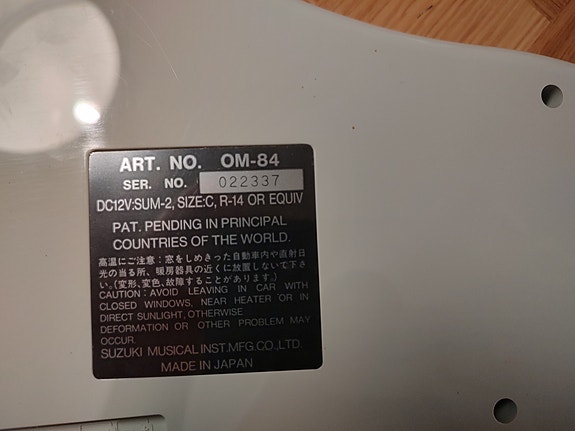 ART. NO. OM-84
SER. NO. 022337
DC12V:SUM-2, SIZE:C, R-14 OR EQUIV
PAT. PENDING IN PRINCIPAL
COUNTRIES OF THE WORLD.
高温にご注意:窓をしめきった自動車内や直射日
光の当る所、暖房器具の近くに放置しないで下さ
い。(変形、変色、故障することがあります。)
CAUTION: AVOID LEAVING IN CAR WITH
CLOSED WINDOWS, NEAR HEATER OR IN
DIRECT SUNLIGHT, OTHERWISE
DEFORMATION OR OTHER PROBLEM MAY
OCCUR.
SUZUKI MUSICAL INST.MFG.CO.,LTD.
MADE IN JAPAN